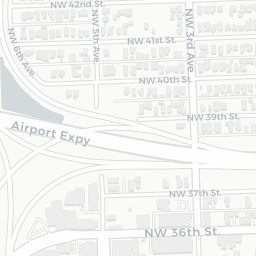 NW 42nd St.
NW 6th Ave.
NW 5th Ave.
NW 3rd Ave.
NW 41st St.
NW 40th St.
NW 39th St.
Airport Expy
NW 37th St.
NW 36th St.